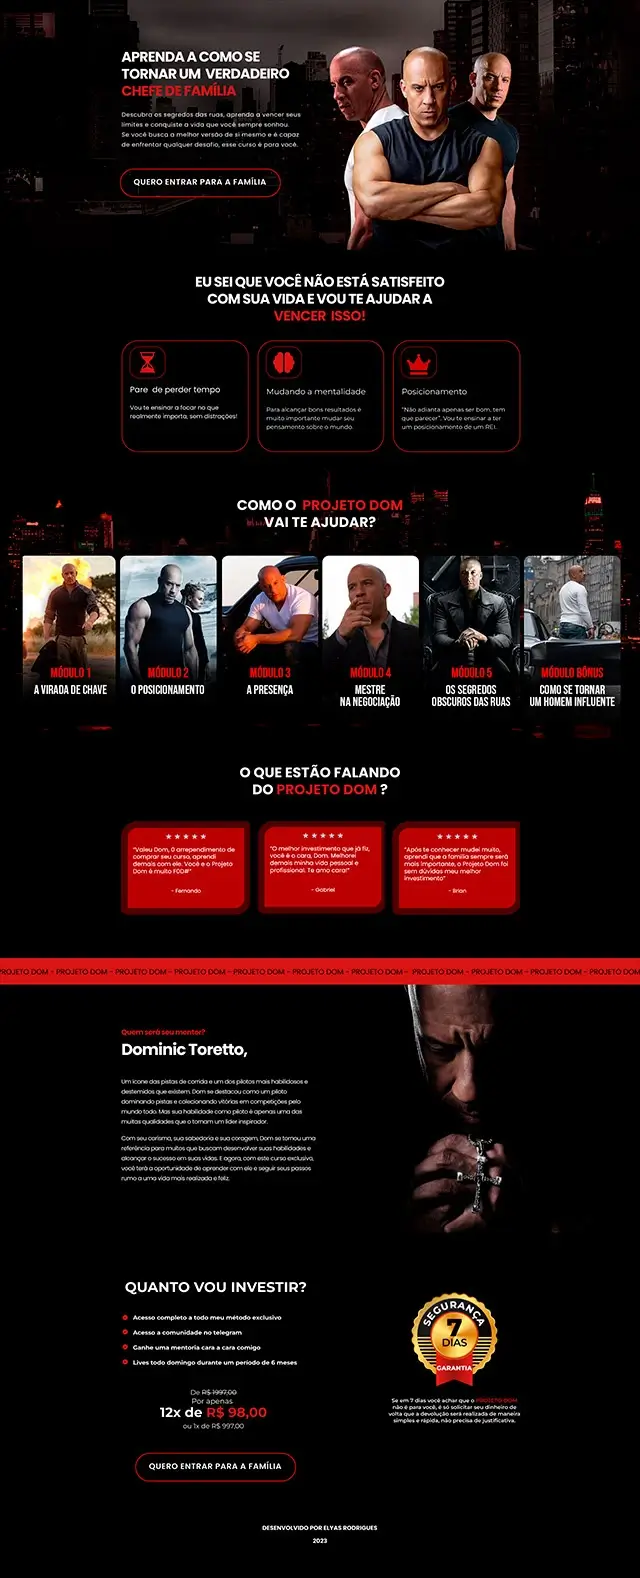 APRENDA A COMO SE
TORNAR UM VERDADEIRO
CHEFE DE FAMÍLIA
Descubra os segredos das ruas, aprenda a vencer seus
limites e conquiste a vida que você sempre sonhou.
Se você busca a melhor versão de si mesmo e é capaz
de enfrentar qualquer desafio, esse curso é para você.
QUERO ENTRAR PARA A FAMÍLIA
EU SEI QUE VOCÊ NÃO ESTÁ SATISFEITO
COM SUA VIDA E VOU TE AJUDAR A
VENCER ISSO!
Pare de perder tempo
Vou te ensinar a focar no que
realmente importa, sem distrações!
Mudando a mentalidade
Para alcançar bons resultados é
muito importante mudar seu
pensamento sobre o mundo.
Posicionamento
"Não adianta apenas ser bom, tem
que parecer". Vou te ensinar a ter
um posicionamento de um REI.
COMO O PROJETO DOM
VAI TE AJUDAR?
MÓDULO 1
A VIRADA DE CHAVE
MÓDULO 2
O POSICIONAMENTO
MÓDULO 3
A PRESENÇA
MÓDULO 4
MESTRE
NA NEGOCIAÇÃO
MÓDULO 5
OS SEGREDOS
OBSCUROS DAS RUAS
MÓDULO BÔNUS
COMO SE TORNAR
UM HOMEM INFLUENTE
O QUE ESTÃO FALANDO
DO PROJETO DOM ?
"Valeu Dom, 0 arrependimento de
comprar seu curso, aprendi
demais com ele. Você e o Projeto
Dom é muito FOD#"
- Fernando
"O melhor investimento que já fiz,
você é o cara, Dom. Melhorei
demais minha vida pessoal e
profissional. Te amo cara!"
- Gabriel
"Após te conhecer mudei muito,
aprendi que a família sempre será
mais importante, o Projeto Dom foi
sem dúvidas meu melhor
investimento"
- Brian
PROJETO DOM - PROJETO DOM - PROJETO DOM - PROJETO DOM - PROJETO DOM - PROJETO DOM - PROJETO DOM - PROJETO DOM - PROJETO DOM - PROJETO DOM - PROJETO DOM
Quem será seu mentor?
Dominic Toretto,
Um ícone das pistas de corrida e um dos pilotos mais habilidosos e
destemidos que existem. Dom se destacou como um piloto
dominando pistas e colecionando vitórias em competições pelo
mundo todo. Mas sua habilidade como piloto é apenas uma das
muitas qualidades que o tornam um líder inspirador.
Com seu carisma, sua sabedoria e sua coragem, Dom se tornou uma
referência para muitos que buscam desenvolver suas habilidades e
alcançar o sucesso em suas vidas. E agora, com este curso exclusivo,
você terá a oportunidade de aprender com ele e seguir seus passos
rumo a uma vida mais realizada e feliz.
QUANTO VOU INVESTIR?
Acesso completo a todo meu método exclusivo
Acesso a comunidade no telegram
Ganhe uma mentoria cara a cara comigo
Lives todo domingo durante um período de 6 meses
De R$ 1997,00
Por apenas
12x de R$ 98,00
ou 1x de R$ 997,00
QUERO ENTRAR PARA A FAMÍLIA
SEGURANÇA
7
DIAS
GARANTIA
Se em 7 dias você achar que o PROJETO DOM
não é para você, é só solicitar seu dinheiro de
volta que a devolução será realizada de maneira
simples e rápida, não precisa de justificativa.
DESENVOLVIDO POR ELYAS RODRIGUES
2023